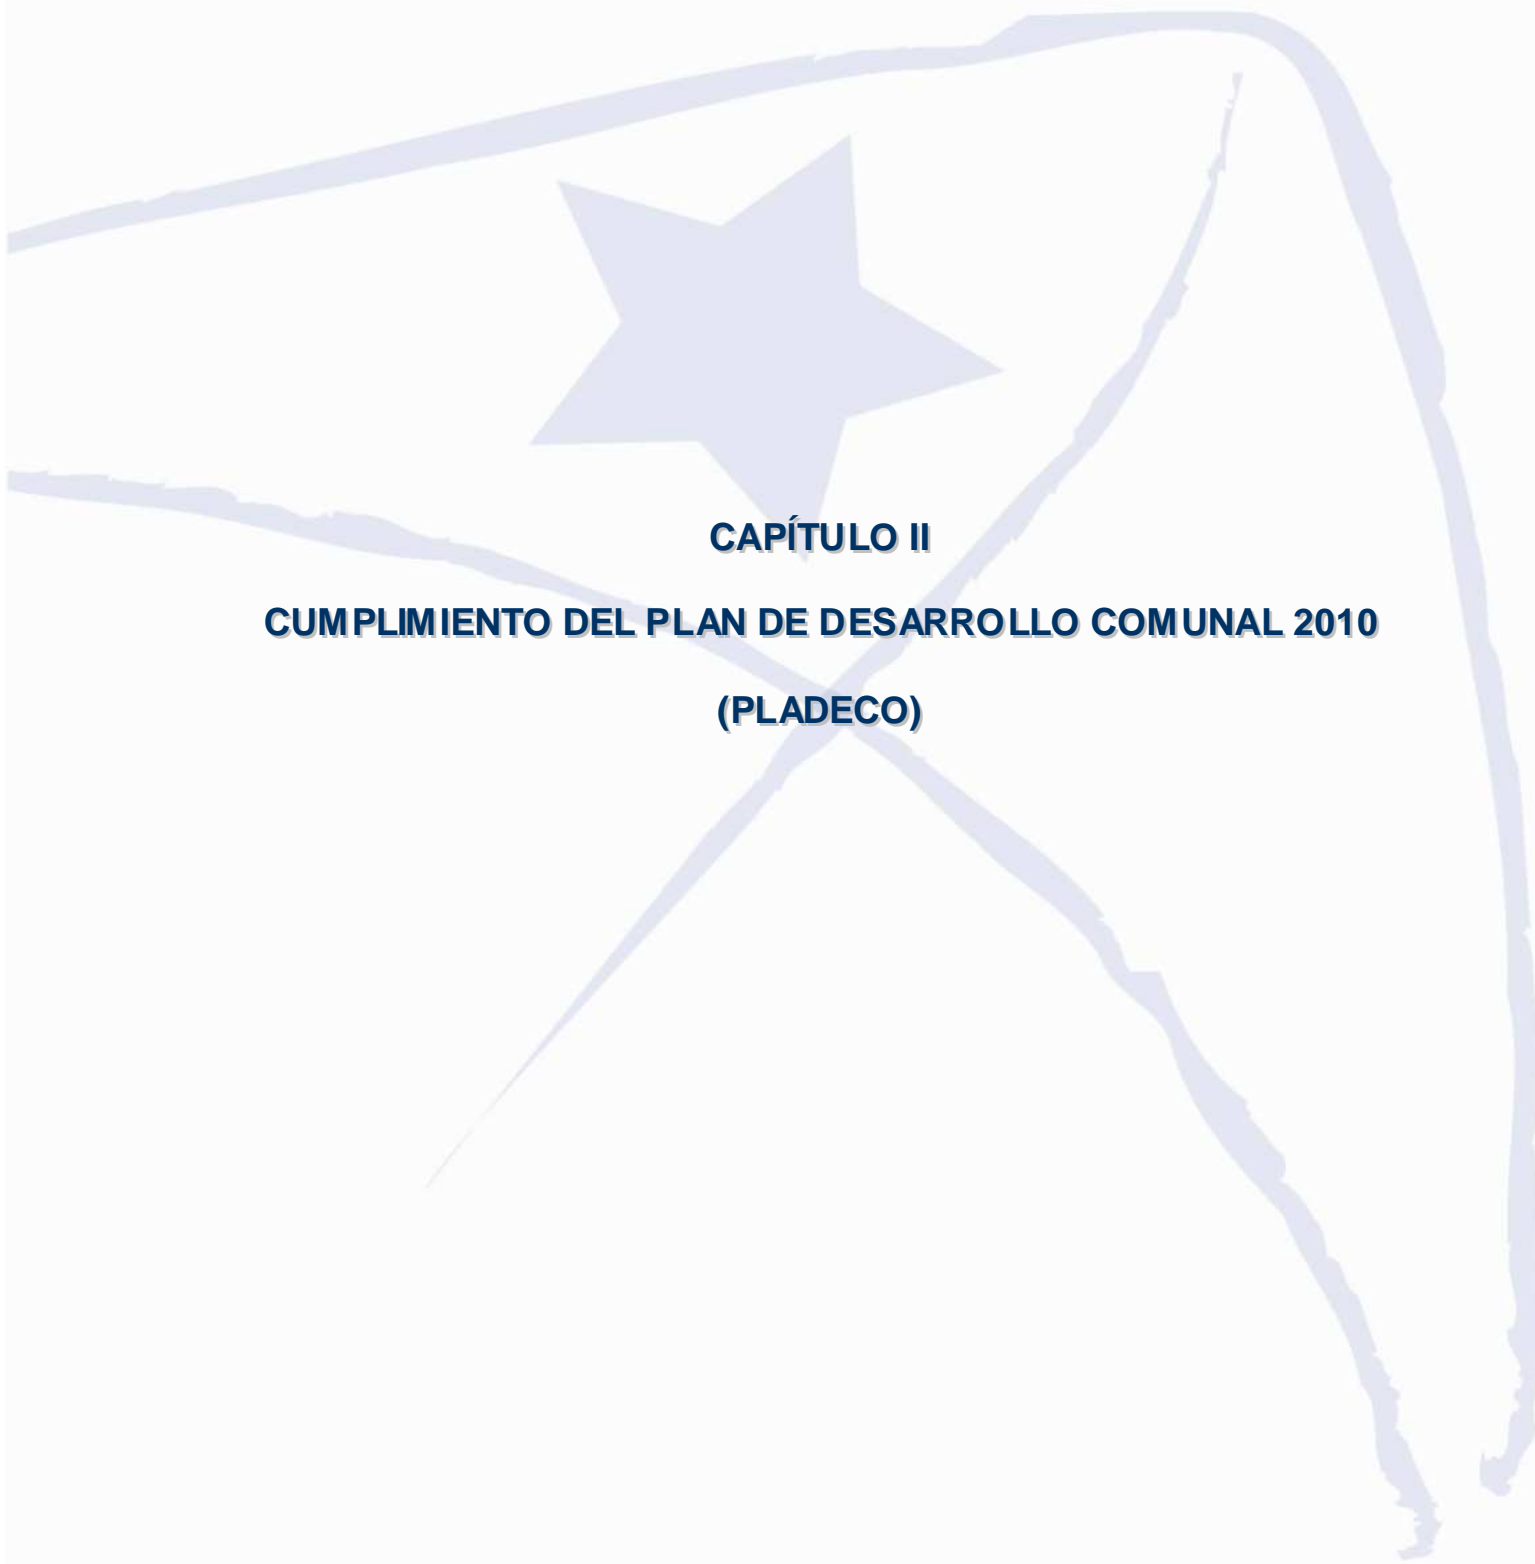 CAPÍTULO II
CUMPLIMIENTO DEL PLAN DE DESARROLLO COMUNAL 2010
(PLADECO)